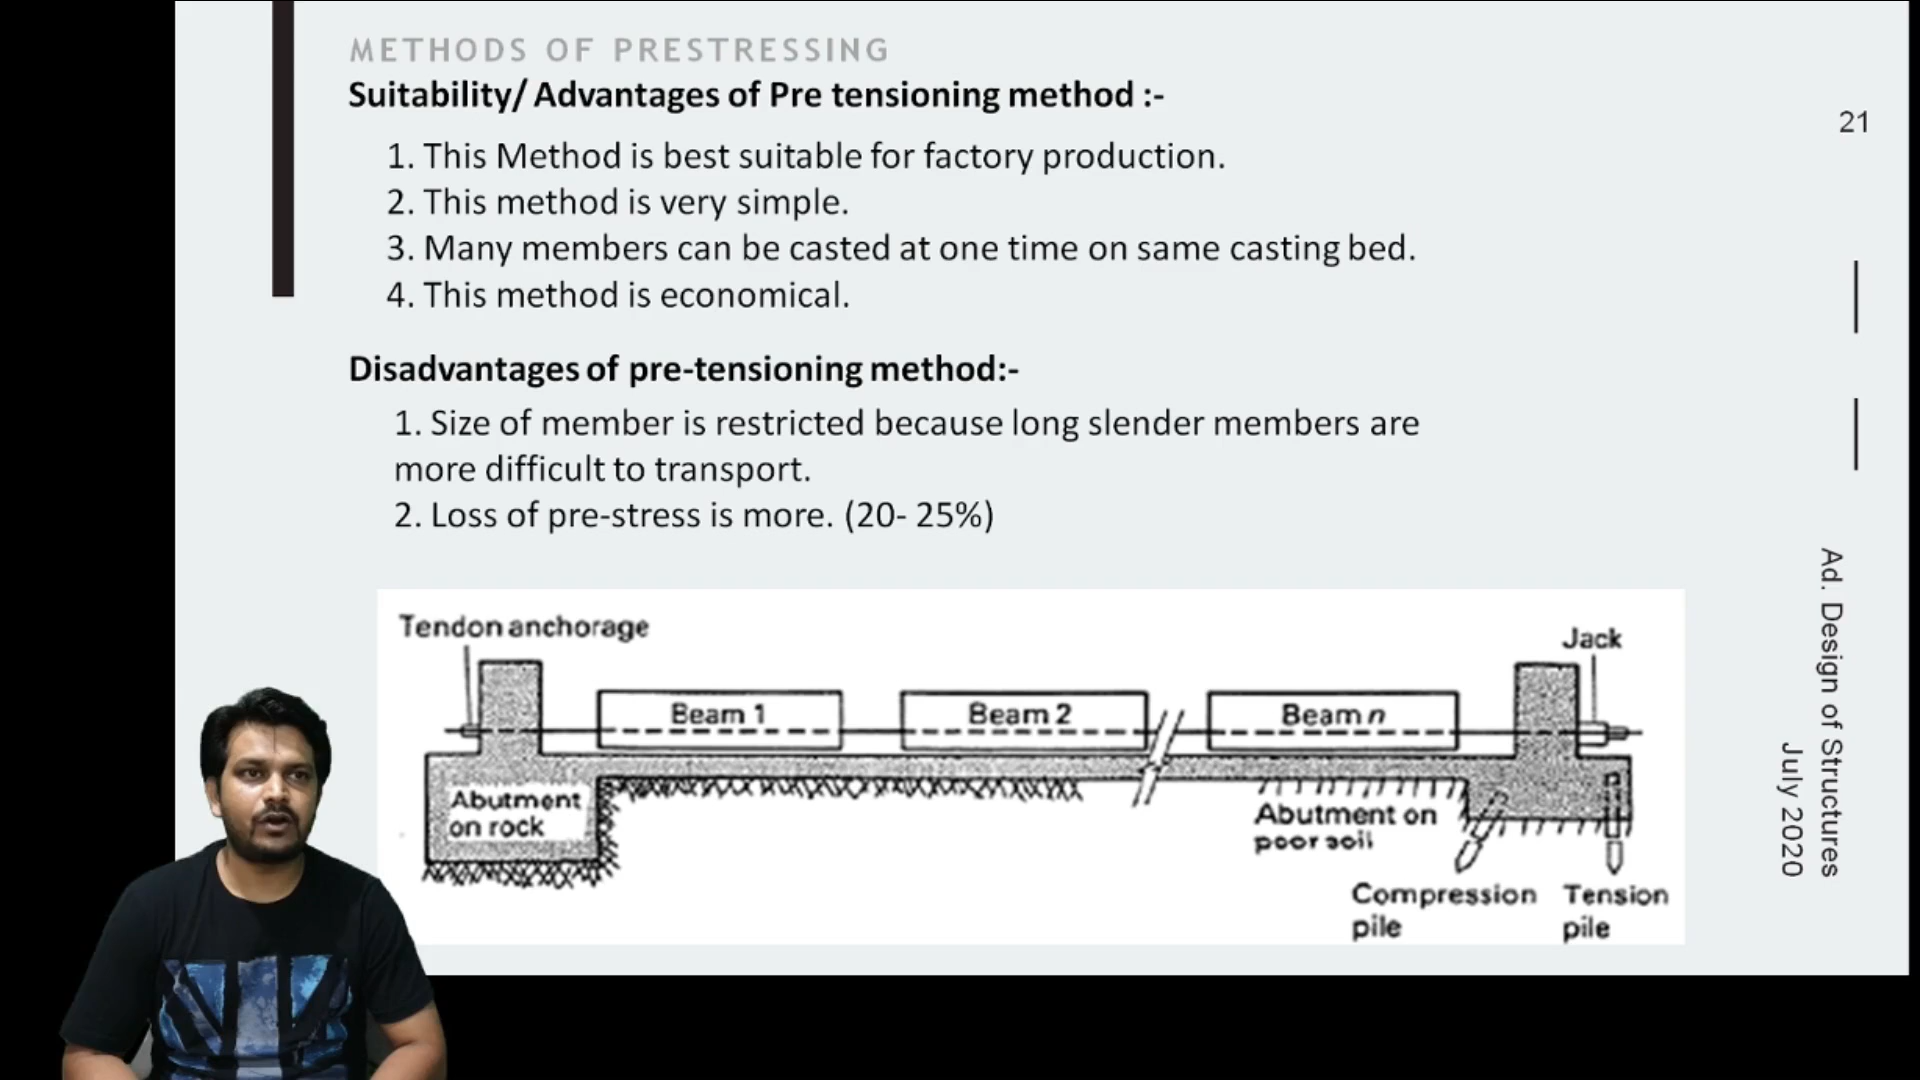 METHODS OF PRESTRESSING
Suitability/ Advantages of Pre tensioning method :-
1. This Method is best suitable for factory production.
2. This method is very simple.
3. Many members can be casted at one time on same casting bed.
4. This method is economical.
Disadvantages of pre-tensioning method:-
1. Size of member is restricted because long slender members are
more difficult to transport.
2. Loss of pre-stress is more. (20- 25%)
21
Ad. Design of Structures
July 2020
Tendon anchorage
Jack
Beam 1
Beam 2
Beam n
Abutment
on rock
Abutment on
poor soil
Compression
pile
Tension
pile